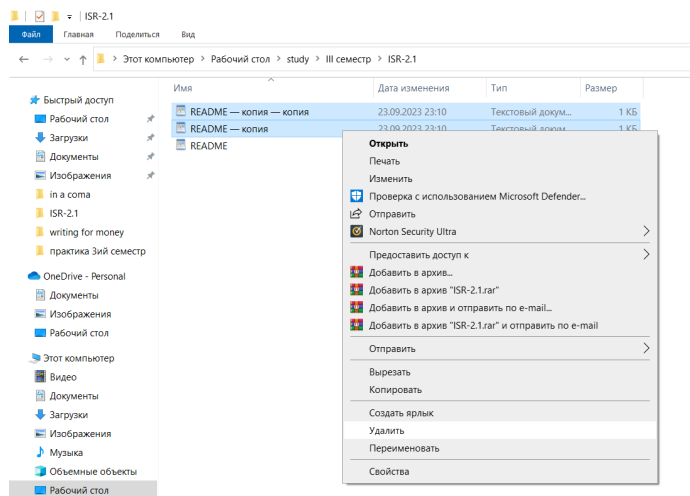 ISR-2.1
Файл Главная Поделиться Вид
Этот компьютер > Рабочий стол > study > III семестр > ISR-2.1
Имя Дата изменения Тип Размер
Быстрый доступ
Рабочий стол
Загрузки
Документы
Изображения
in a coma
ISR-2.1
writing for money
практика 3ий семестр
OneDrive - Personal
Документы
Изображения
Рабочий стол
Этот компьютер
Видео
Документы
Загрузки
Изображения
Музыка
Объемные объекты
Рабочий стол
README — копия — копия 23.09.2023 23:10 Текстовый докум... 1 КБ
README — копия 23.09.2023 23:10 Текстовый докум... 1 КБ
README
Открыть
Печать
Изменить
Проверка с использованием Microsoft Defender...
Отправить
Norton Security Ultra
Предоставить доступ к
Добавить в архив...
Добавить в архив "ISR-2.1.rar"
Добавить в архив и отправить по e-mail...
Добавить в архив "ISR-2.1.rar" и отправить по e-mail
Отправить
Вырезать
Копировать
Создать ярлык
Удалить
Переименовать
Свойства